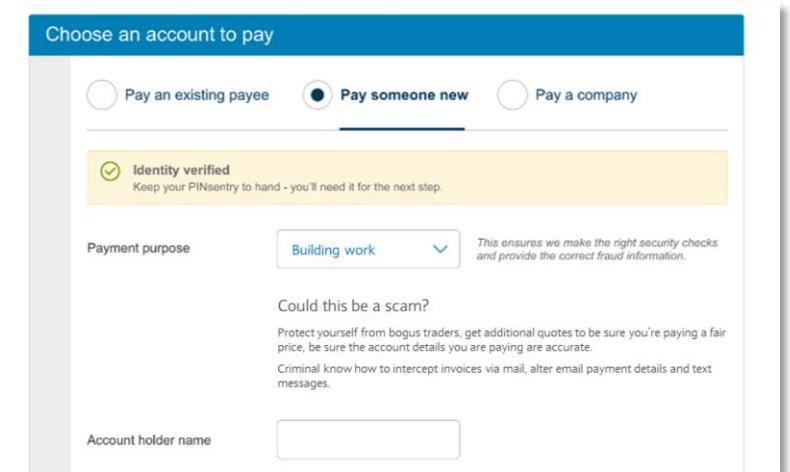 Choose an account to pay
Pay an existing payee
Pay someone new
Pay a company
Identity verified
Keep your PINsentry to hand - you'll need it for the next step.
Payment purpose
Building work
This ensures we make the right security checks
and provide the correct fraud information.
Could this be a scam?
Protect yourself from bogus traders, get additional quotes to be sure you're paying a fair
price, be sure the account details you are paying are accurate.
Criminal know how to intercept invoices via mail, alter email payment details and text
messages.
Account holder name